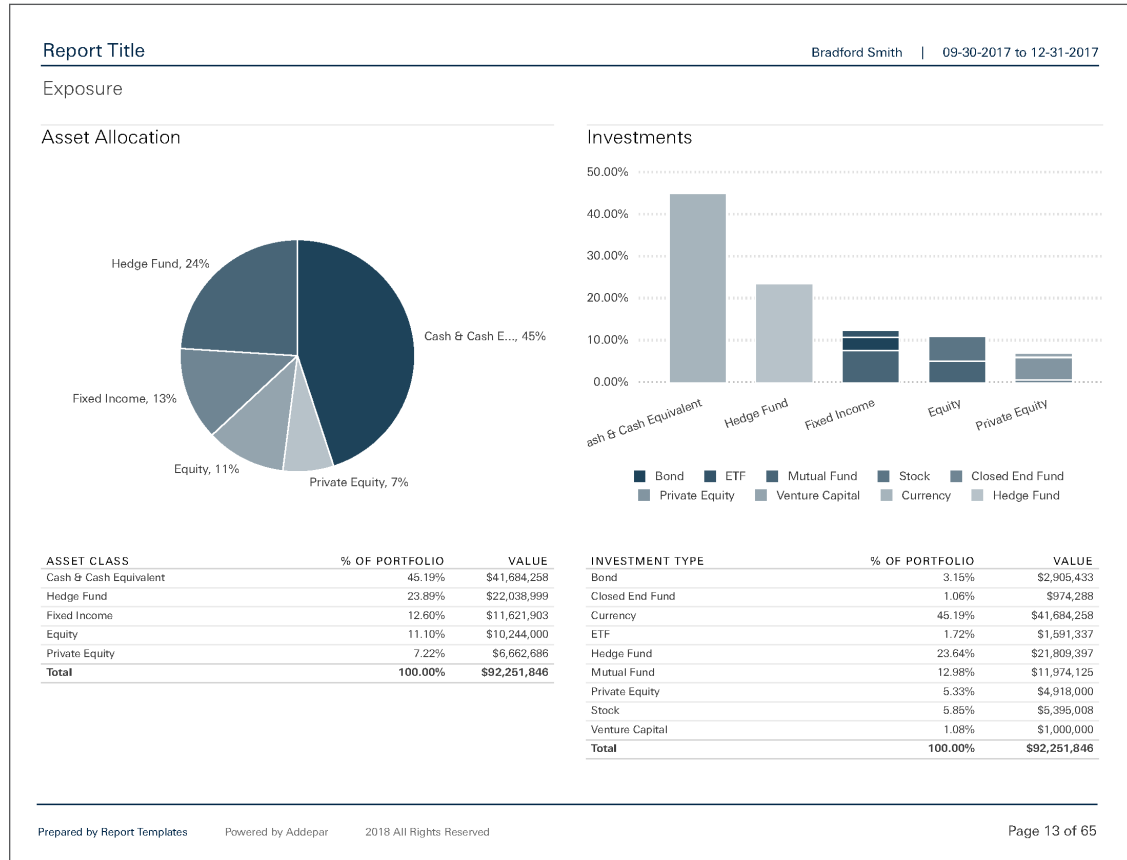 Report Title
Bradford Smith | 09-30-2017 to 12-31-2017
Exposure
Asset Allocation
Hedge Fund, 24%
Cash & Cash E..., 45%
Fixed Income, 13%
Equity, 11%
Private Equity, 7%
Investments
50.00%
40.00%
30.00%
20.00%
10.00%
0.00%
ash & Cash Equivalent
Hedge Fund
Fixed Income
Equity
Private Equity
Bond ETF Mutual Fund Stock Closed End Fund
Private Equity Venture Capital Currency Hedge Fund
ASSET CLASS % OF PORTFOLIO VALUE
Cash & Cash Equivalent 45.19% $41,684,258
Hedge Fund 23.89% $22,038,999
Fixed Income 12.60% $11,621,903
Equity 11.10% $10,244,000
Private Equity 7.22% $6,662,686
Total 100.00% $92,251,846
INVESTMENT TYPE % OF PORTFOLIO VALUE
Bond 3.15% $2,905,433
Closed End Fund 1.06% $974,288
Currency 45.19% $41,684,258
ETF 1.72% $1,591,337
Hedge Fund 23.64% $21,809,397
Mutual Fund 12.98% $11,974,125
Private Equity 5.33% $4,918,000
Stock 5.85% $5,395,008
Venture Capital 1.08% $1,000,000
Total 100.00% $92,251,846
Prepared by Report Templates Powered by Addepar 2018 All Rights Reserved Page 13 of 65